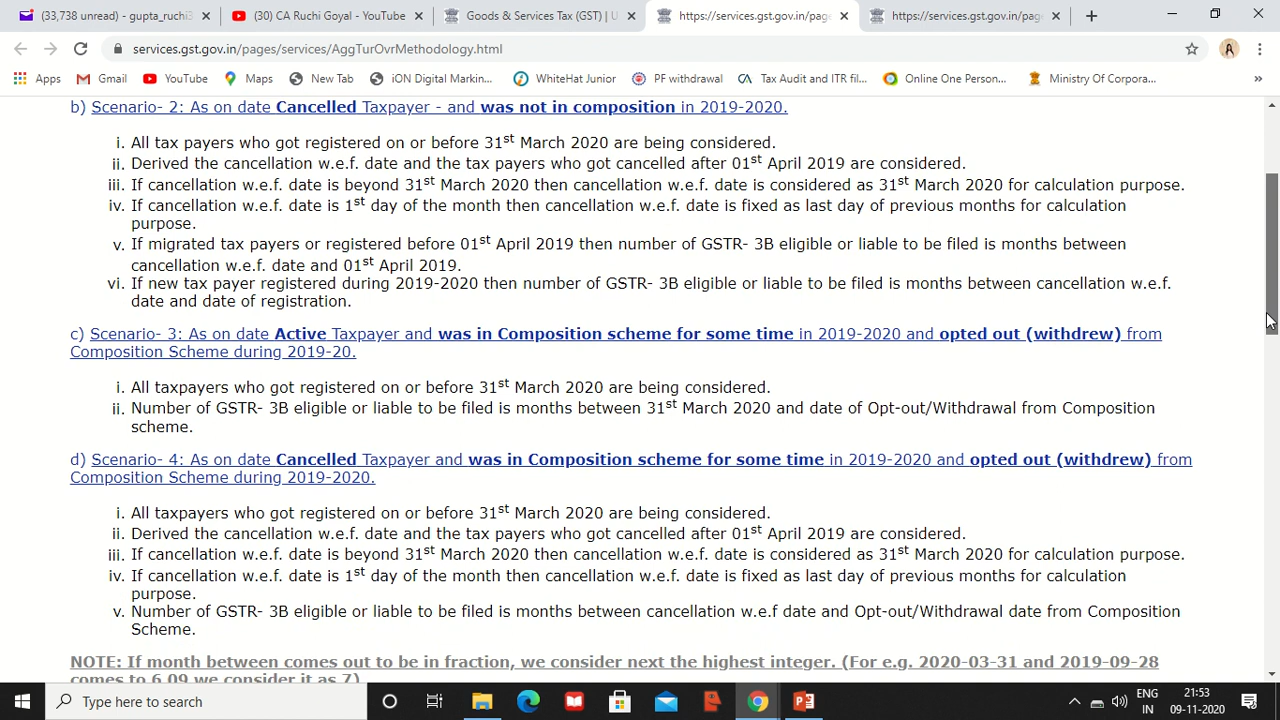 (33,738 unread) - gupta_ruchi3
(30) CA Ruchi Goyal - YouTube
Goods & Services Tax (GST) | U
https://services.gst.gov.in/page
https://services.gst.gov.in/pag
services.gst.gov.in/pages/services/AggTurOvrMethodology.html
Apps
Gmail
YouTube
Maps
New Tab
iON Digital Markin...
WhiteHat Junior
PF withdrawal
CA Tax Audit and ITR fil...
Online One Person...
Ministry Of Corpora...
»
b) Scenario- 2: As on date Cancelled Taxpayer - and was not in composition in 2019-2020.
i. All tax payers who got registered on or before 31st March 2020 are being considered.
ii. Derived the cancellation w.e.f. date and the tax payers who got cancelled after 01st April 2019 are considered.
iii. If cancellation w.e.f. date is beyond 31st March 2020 then cancellation w.e.f. date is considered as 31st March 2020 for calculation purpose.
iv. If cancellation w.e.f. date is 1st day of the month then cancellation w.e.f. date is fixed as last day of previous months for calculation
purpose.
v. If migrated tax payers or registered before 01st April 2019 then number of GSTR- 3B eligible or liable to be filed is months between
cancellation w.e.f. date and 01st April 2019.
vi. If new tax payer registered during 2019-2020 then number of GSTR- 3B eligible or liable to be filed is months between cancellation w.e.f.
date and date of registration.
c) Scenario- 3: As on date Active Taxpayer and was in Composition scheme for some time in 2019-2020 and opted out (withdrew) from
Composition Scheme during 2019-20.
i. All taxpayers who got registered on or before 31st March 2020 are being considered.
ii. Number of GSTR- 3B eligible or liable to be filed is months between 31st March 2020 and date of Opt-out/Withdrawal from Composition
scheme.
d) Scenario- 4: As on date Cancelled Taxpayer and was in Composition scheme for some time in 2019-2020 and opted out (withdrew) from
Composition Scheme during 2019-2020.
i. All taxpayers who got registered on or before 31st March 2020 are being considered.
ii. Derived the cancellation w.e.f. date and the tax payers who got cancelled after 01st April 2019 are considered.
iii. If cancellation w.e.f. date is beyond 31st March 2020 then cancellation w.e.f. date is considered as 31st March 2020 for calculation purpose.
iv. If cancellation w.e.f. date is 1st day of the month then cancellation w.e.f. date is fixed as last day of previous months for calculation
purpose.
v. Number of GSTR- 3B eligible or liable to be filed is months between cancellation w.e.f date and Opt-out/Withdrawal date from Composition
Scheme.
NOTE: If month between comes out to be in fraction, we consider next the highest integer. (For e.g. 2020-03-31 and 2019-09-28
comes to 6.09 we consider it as 7)
Type here to search
ENG
IN
21:53
09-11-2020